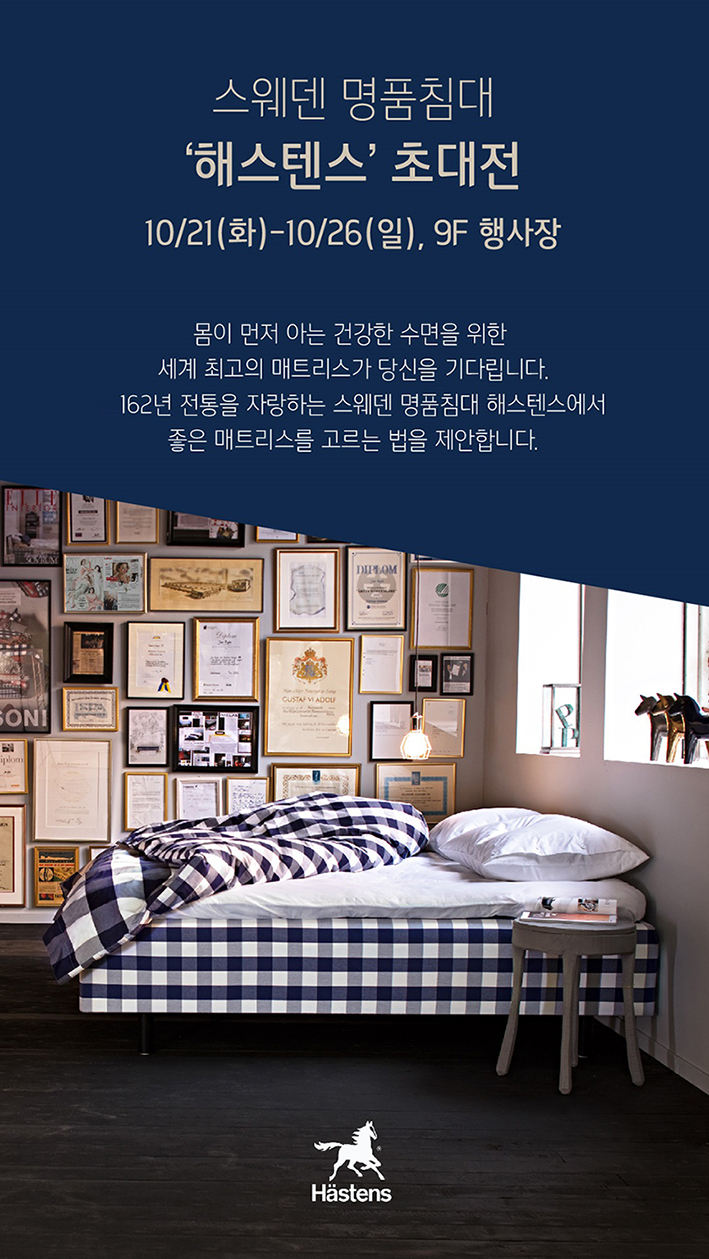 스웨덴 명품침대
‘해스텐스’ 초대전
10/21(화)-10/26(일), 9F 행사장
몸이 먼저 아는 건강한 수면을 위한
세계 최고의 매트리스가 당신을 기다립니다.
162년 전통을 자랑하는 스웨덴 명품침대 해스텐스에서
좋은 매트리스를 고르는 법을 제안합니다.
DIPLOM
Diplom
GUSTAF VI ADOLF
SON!
Hästens